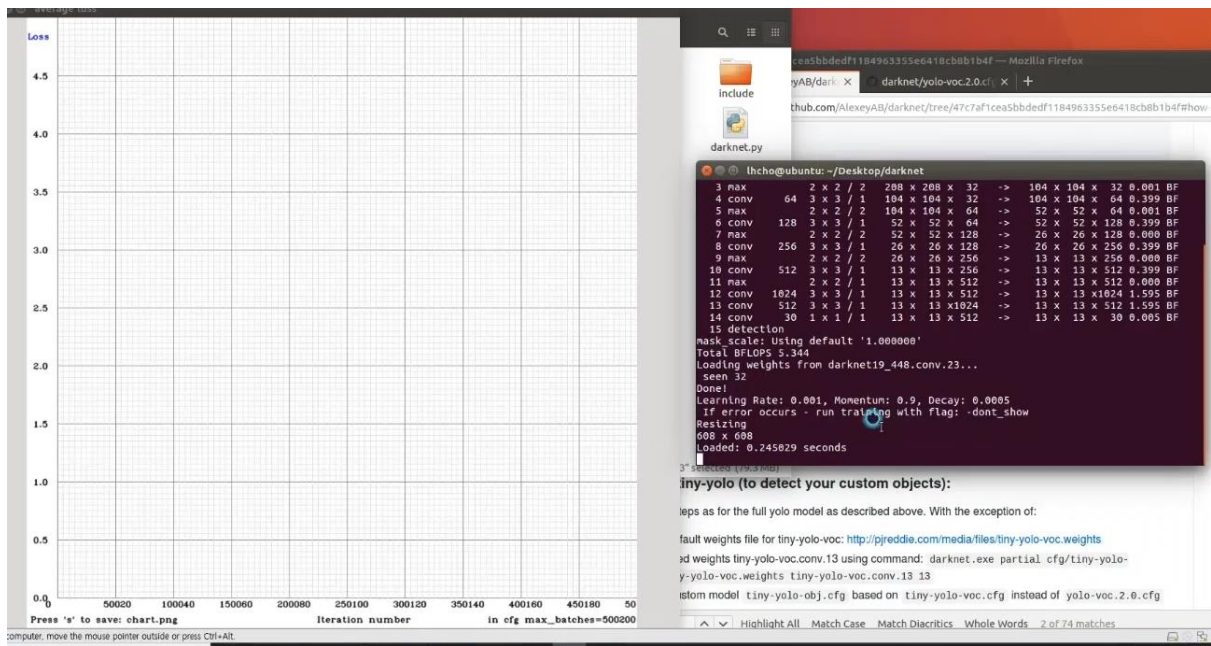 average loss
Loss
4.5
4.0
3.5
3.0
2.5
2.0
1.5
1.0
0.5
0.0
0 50020 100040 150060 200080 250100 300120 350140 400160 450180 50
Press 's' to save: chart.png Iteration number in cfg max_batches=500200
computer, move the mouse pointer outside or press Ctrl+Alt.
include
darknet.py
cea5bbdedf1184963355e6418cb8b1b4f — Mozilla Firefox
eyAB/dark darknet/yolo-voc.2.0.cf
thub.com/AlexeyAB/darknet/tree/47c7af1cea5bbdedf1184963355e6418cb8b1b4f#how
lhcho@ubuntu: ~/Desktop/darknet
3 max 2 x 2 / 2 208 x 208 x 32 -> 104 x 104 x 32 0.001 BF
4 conv 64 3 x 3 / 1 104 x 104 x 32 -> 104 x 104 x 64 0.399 BF
5 max 2 x 2 / 2 104 x 104 x 64 -> 52 x 52 x 64 0.001 BF
6 conv 128 3 x 3 / 1 52 x 52 x 64 -> 52 x 52 x 128 0.399 BF
7 max 2 x 2 / 2 52 x 52 x 128 -> 26 x 26 x 128 0.000 BF
8 conv 256 3 x 3 / 1 26 x 26 x 128 -> 26 x 26 x 256 0.399 BF
9 max 2 x 2 / 2 26 x 26 x 256 -> 13 x 13 x 256 0.000 BF
10 conv 512 3 x 3 / 1 13 x 13 x 256 -> 13 x 13 x 512 0.399 BF
11 max 2 x 2 / 1 13 x 13 x 512 -> 13 x 13 x 512 0.000 BF
12 conv 1024 3 x 3 / 1 13 x 13 x 512 -> 13 x 13 x1024 1.595 BF
13 conv 512 3 x 3 / 1 13 x 13 x1024 -> 13 x 13 x 512 1.595 BF
14 conv 30 1 x 1 / 1 13 x 13 x 512 -> 13 x 13 x 30 0.005 BF
15 detection
mask_scale: Using default '1.000000'
Total BFLOPS 5.344
Loading weights from darknet19_448.conv.23...
seen 32
Done!
Learning Rate: 0.001, Momentum: 0.9, Decay: 0.0005
If error occurs - run training with flag: -dont_show
Resizing
608 x 608
Loaded: 0.245029 seconds
3" selected (79.3 MB)
iny-yolo (to detect your custom objects):
teps as for the full yolo model as described above. With the exception of:
fault weights file for tiny-yolo-voc: http://pjreddie.com/media/files/tiny-yolo-voc.weights
ed weights tiny-yolo-voc.conv.13 using command: darknet.exe partial cfg/tiny-yolo-
y-yolo-voc.weights tiny-yolo-voc.conv.13 13
ustom model tiny-yolo-obj.cfg based on tiny-yolo-voc.cfg instead of yolo-voc.2.0.cfg
Highlight All Match Case Match Diacritics Whole Words 2 of 74 matches